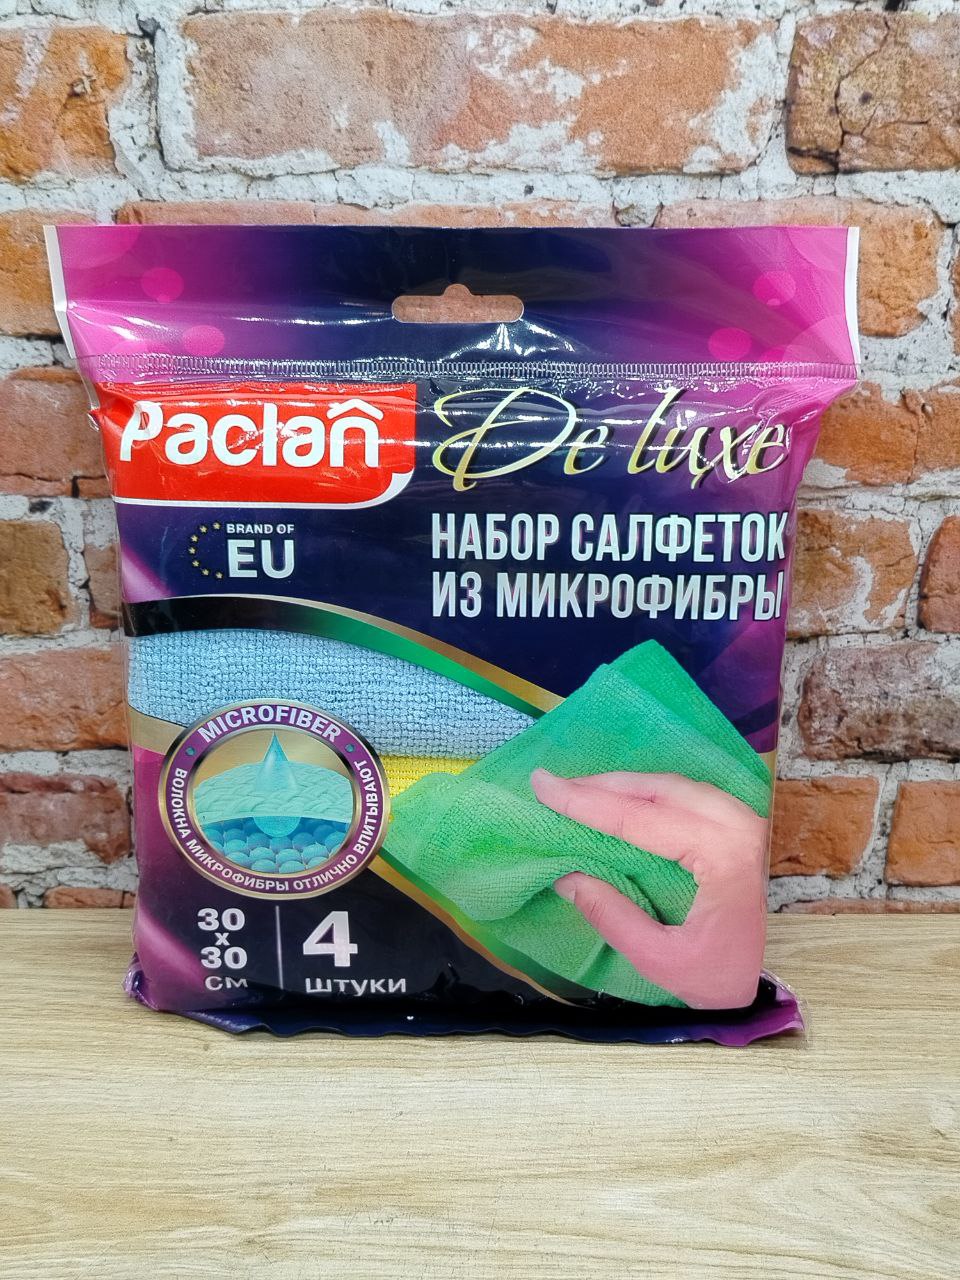 Paclan
De luxe
BRAND OF
EU
НАБОР САЛФЕТОК
ИЗ МИКРОФИБРЫ
MICROFIBER
ВОЛОКНА МИКРОФИБРЫ ОТЛИЧНО ВПИТЫВАЮТ
30
x
30
см
4
штуки